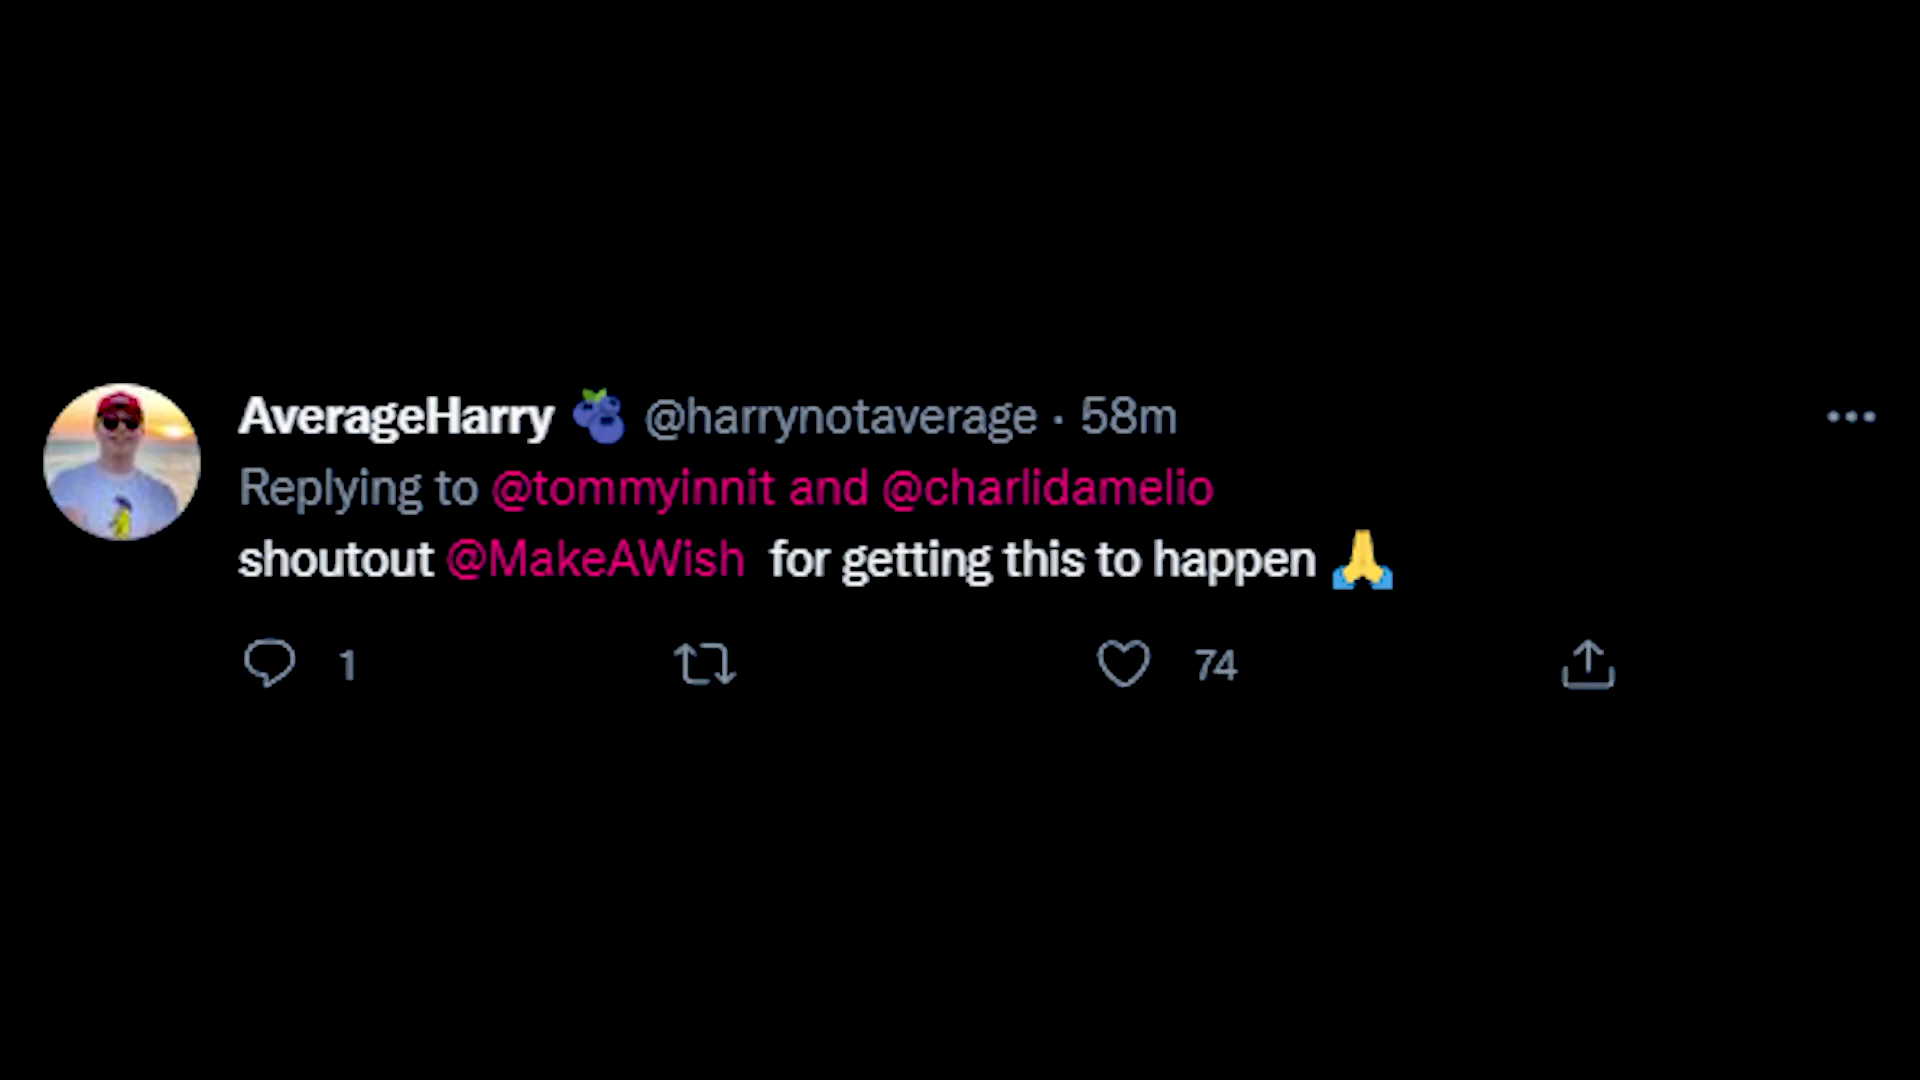 AverageHarry 🫐 @harrynotaverage · 58m
Replying to @tommyinnit and @charlidamelio
shoutout @MakeAWish for getting this to happen 🙏
1 74